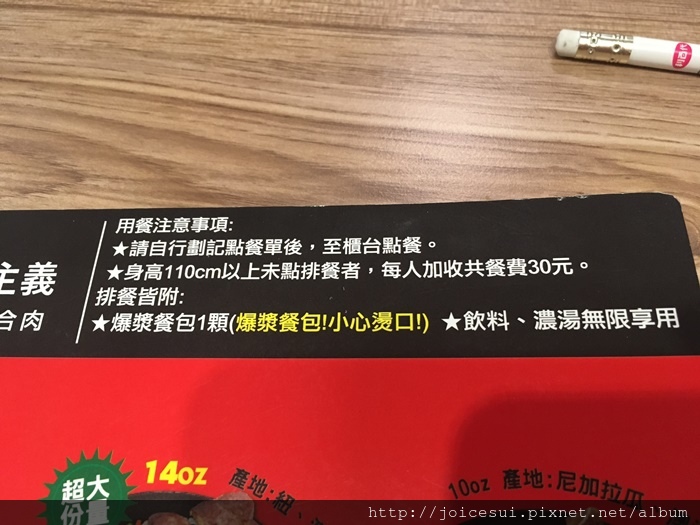 用餐注意事項:
★請自行劃記點餐單後，至櫃台點餐。
★身高110cm以上未點排餐者，每人加收共餐費30元。
主義
合肉
排餐皆附:
★爆漿餐包1顆(爆漿餐包!小心燙口!) ★飲料、濃湯無限享用
超大
份量
14oz
產地:紐、
10oz 產地:尼加拉瓜
http://joicesui.pixnet.net/album